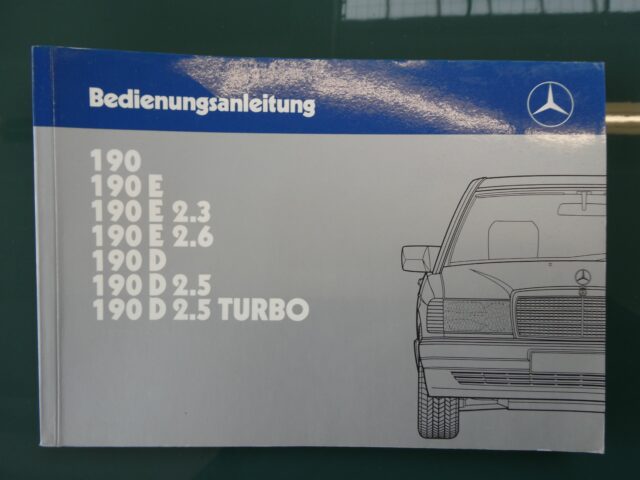 Bedienungsanleitung
190
190 E
190 E 2.3
190 E 2.6
190 D
190 D 2.5
190 D 2.5 TURBO